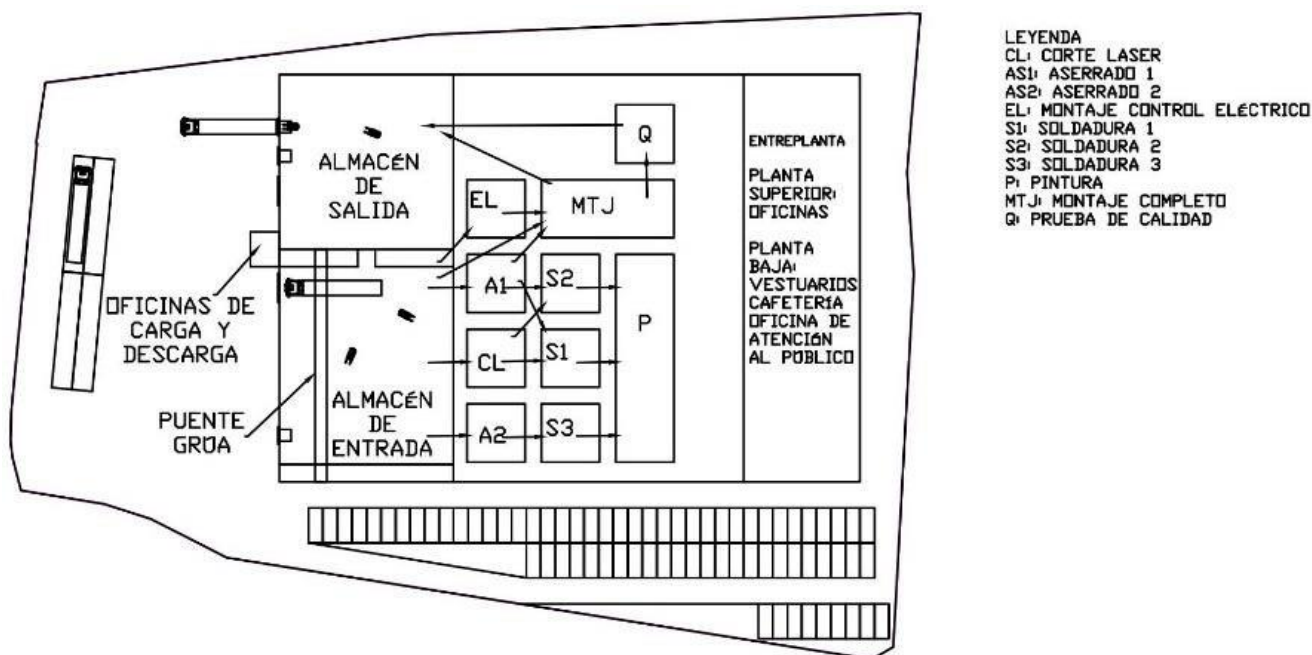 LEYENDA
CL: CORTE LASER
AS1: ASERRADO 1
AS2: ASERRADO 2
EL: MONTAJE CONTROL ELÉCTRICO
S1: SOLDADURA 1
S2: SOLDADURA 2
S3: SOLDADURA 3
P: PINTURA
MTJ: MONTAJE COMPLETO
Q: PRUEBA DE CALIDAD
ALMACÉN
DE
SALIDA
Q
EL
MTJ
ENTREPLANTA
PLANTA
SUPERIOR:
OFICINAS
PLANTA
BAJA:
VESTUARIOS
CAFETERÍA
OFICINA DE
ATENCIÓN
AL PÚBLICO
OFICINAS DE
CARGA Y
DESCARGA
A1
S2
P
CL
S1
PUENTE
GRÚA
ALMACÉN
DE
ENTRADA
A2
S3